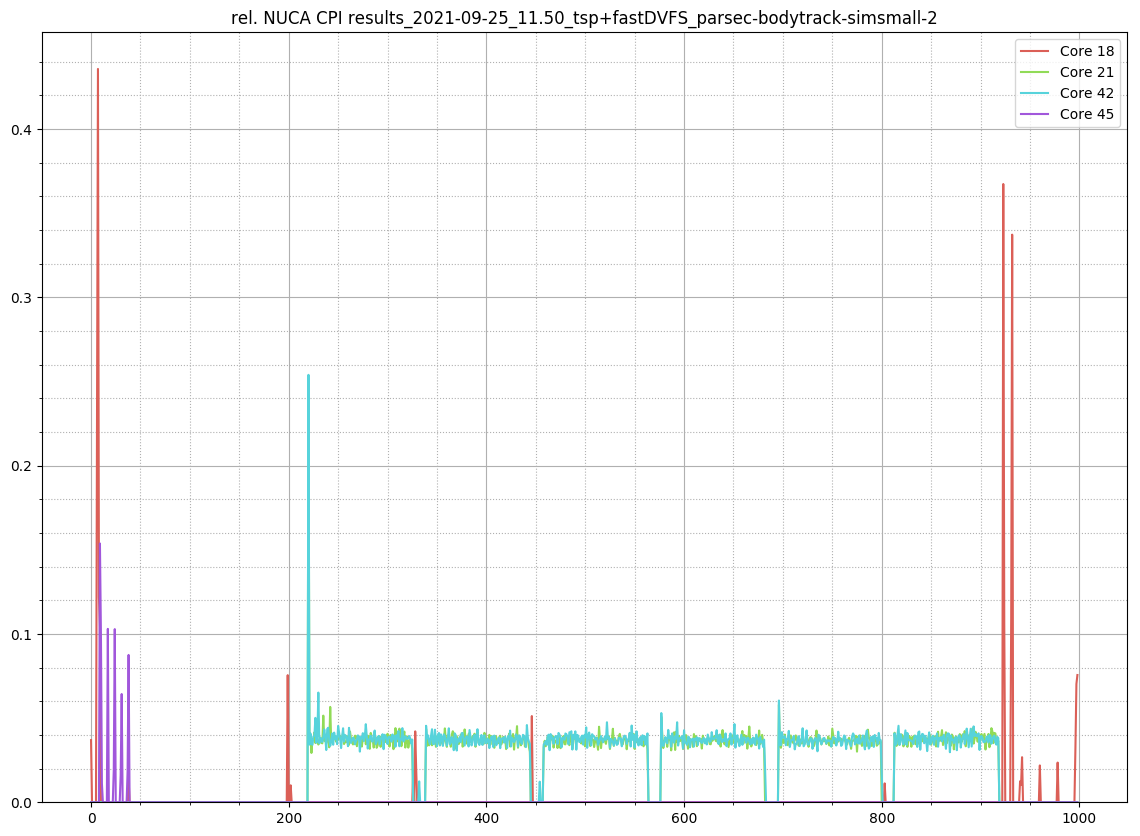 rel. NUCA CPI results_2021-09-25_11.50_tsp+fastDVFS_parsec-bodytrack-simsmall-2
Core 18
Core 21
Core 42
Core 45
0.4
0.3
0.2
0.1
0.0
0 200 400 600 800 1000